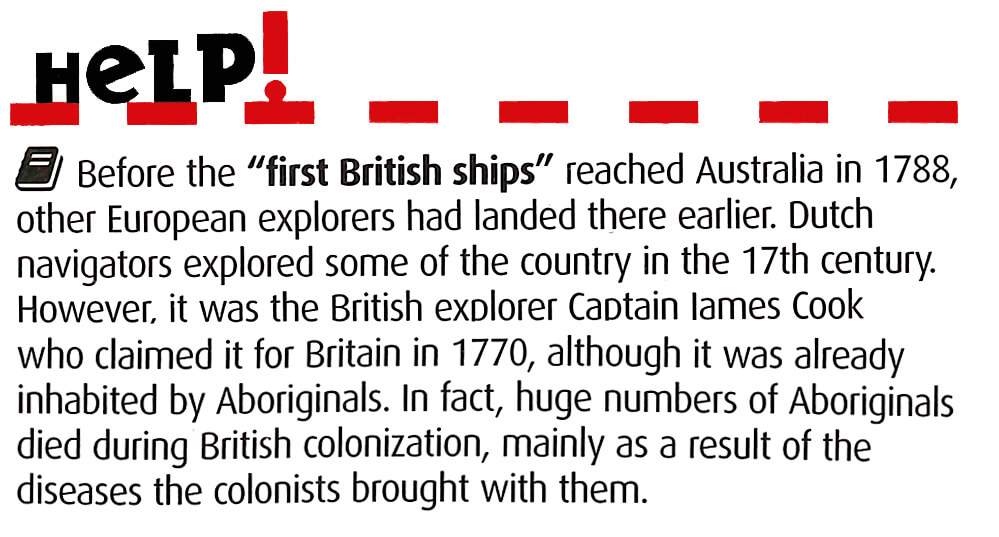 HeLP!
Before the “first British ships” reached Australia in 1788,
other European explorers had landed there earlier. Dutch
navigators explored some of the country in the 17th century.
However, it was the British explorer Captain James Cook
who claimed it for Britain in 1770, although it was already
inhabited by Aboriginals. In fact, huge numbers of Aboriginals
died during British colonization, mainly as a result of the
diseases the colonists brought with them.